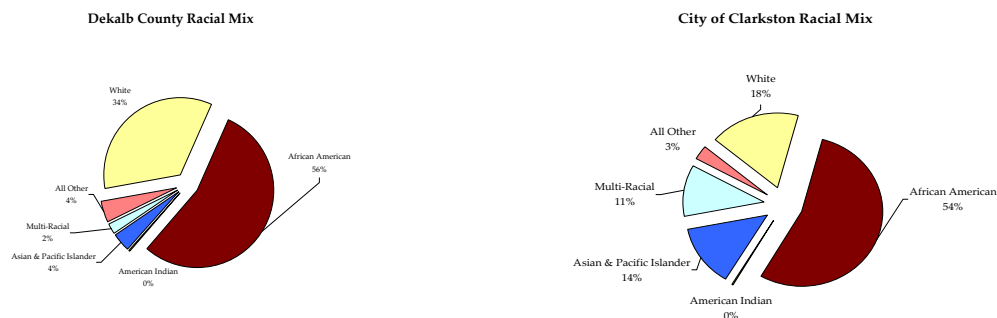 Dekalb County Racial Mix
White
34%
African American
56%
All Other
4%
Multi-Racial
2%
Asian & Pacific Islander
4%
American Indian
0%
City of Clarkston Racial Mix
White
18%
All Other
3%
Multi-Racial
11%
African American
54%
Asian & Pacific Islander
14%
American Indian
0%